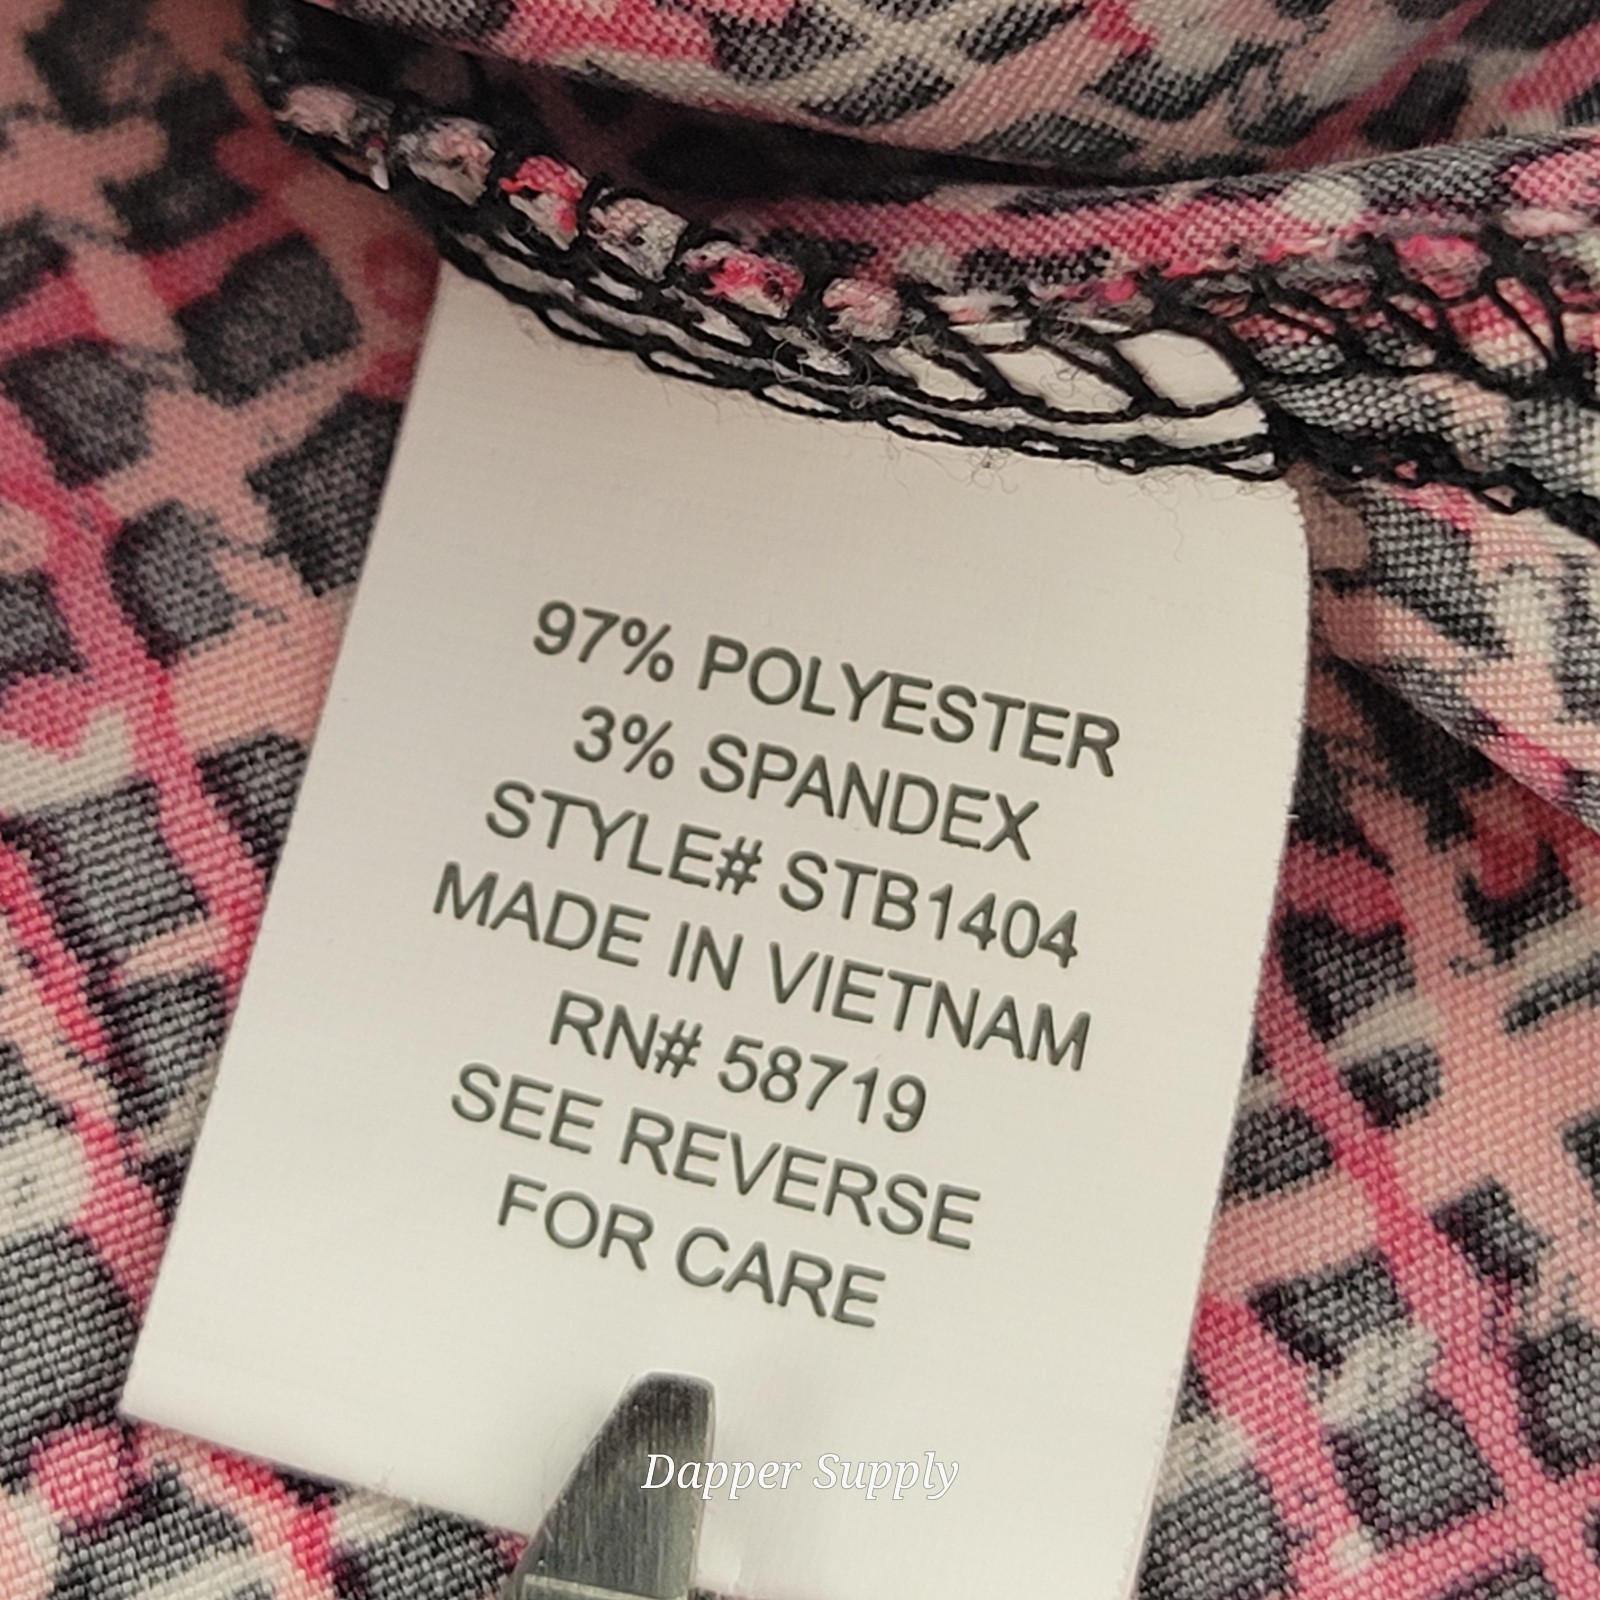 97% POLYESTER
3% SPANDEX
STYLE# STB1404
MADE IN VIETNAM
RN# 58719
SEE REVERSE
FOR CARE
Dapper Supply